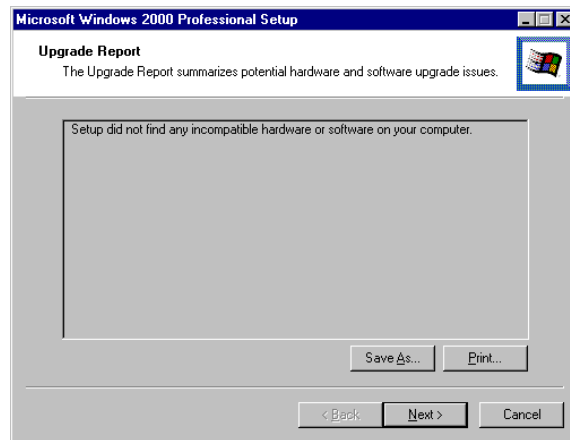 Microsoft Windows 2000 Professional Setup
Upgrade Report
The Upgrade Report summarizes potential hardware and software upgrade issues.
Setup did not find any incompatible hardware or software on your computer.
Save As... Print...
< Back Next > Cancel